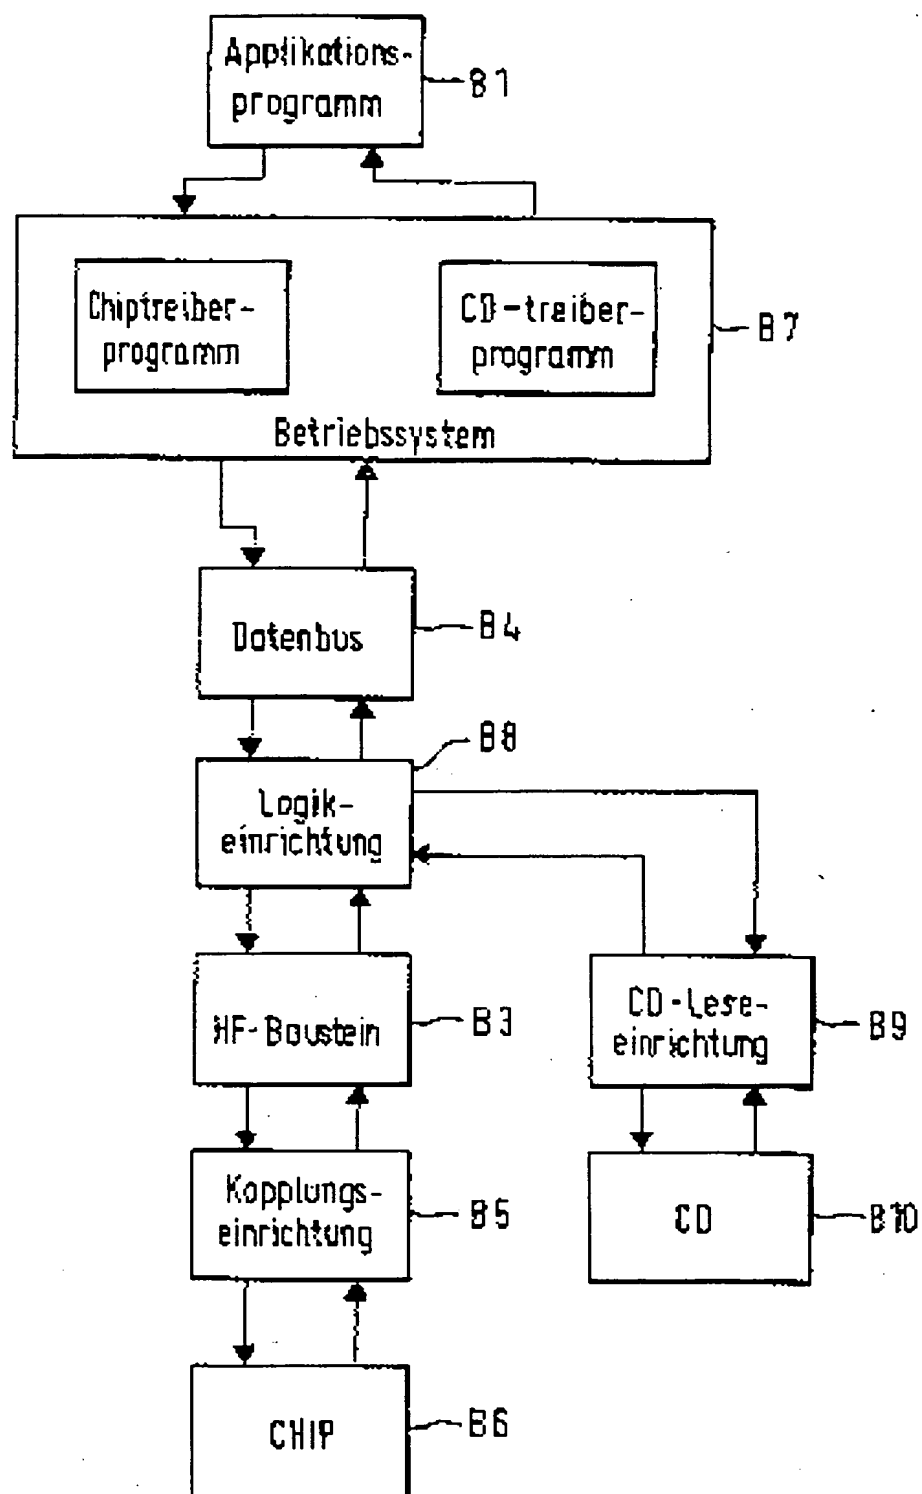 Applikations-
programm
B1
Chiptreiber-
programm
CD-treiber-
programm
B7
Betriebssystem
Datenbus
B4
B8
Logik-
einrichtung
HF-Baustein
B3
CD-Lese-
einrichtung
B9
Kopplungs-
einrichtung
B5
CD
B10
CHIP
B6